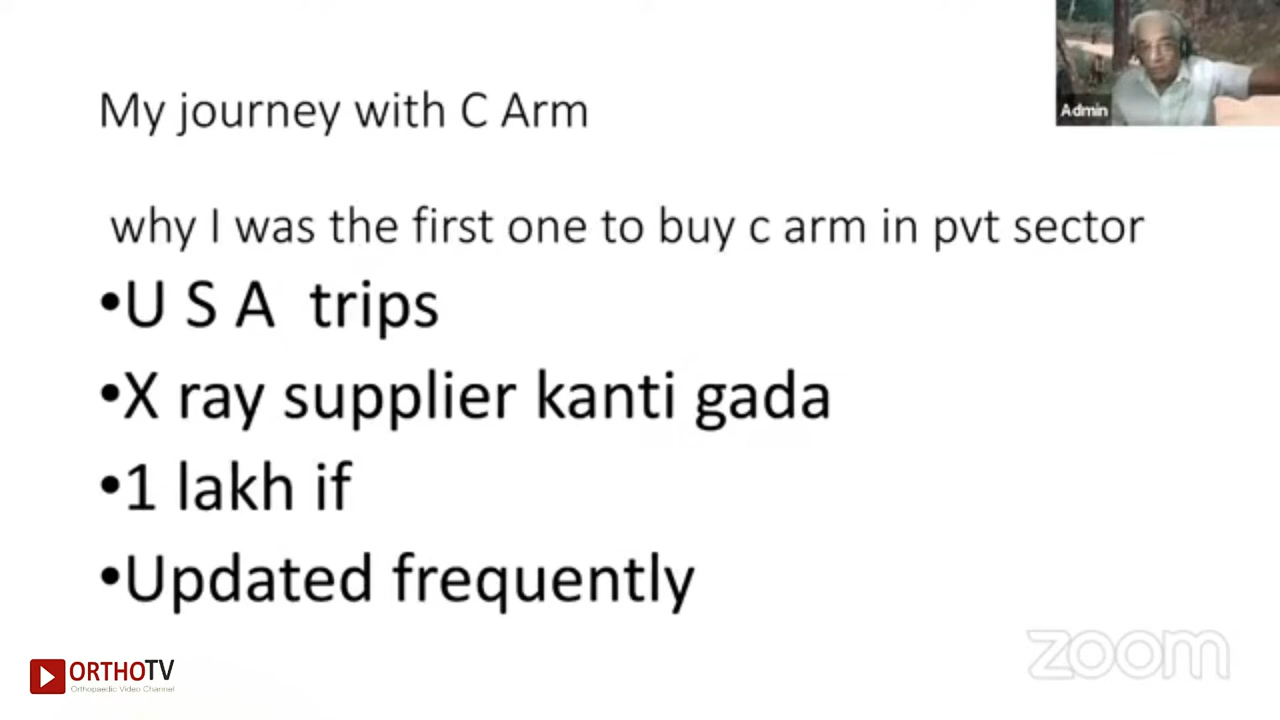 Admin
My journey with C Arm
why I was the first one to buy c arm in pvt sector
•U S A trips
•X ray supplier kanti gada
•1 lakh if
•Updated frequently
ORTHOTV
Orthopaedic Video Channel
zoom